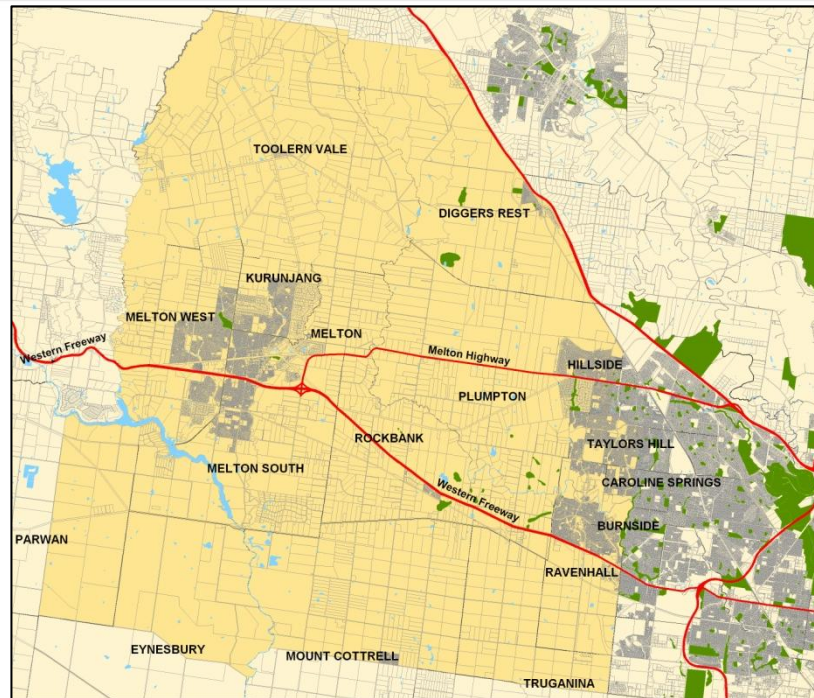 TOOLERN VALE
DIGGERS REST
KURUNJANG
MELTON WEST
MELTON
Western Freeway
Melton Highway
HILLSIDE
PLUMPTON
ROCKBANK
TAYLORS HILL
MELTON SOUTH
CAROLINE SPRINGS
Western Freeway
BURNSIDE
PARWAN
RAVENHALL
EYNESBURY
MOUNT COTTRELL
TRUGANINA